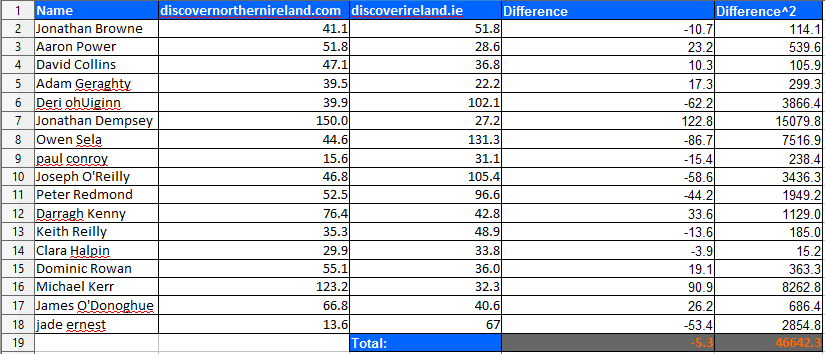 1 Name discovernorthernireland.com discoverireland.ie Difference Difference^2
2 Jonathan Browne 41.1 51.8 -10.7 114.1
3 Aaron Power 51.8 28.6 23.2 539.6
4 David Collins 47.1 36.8 10.3 105.9
5 Adam Geraghty 39.5 22.2 17.3 299.3
6 Deri ohUiginn 39.9 102.1 -62.2 3866.4
7 Jonathan Dempsey 150.0 27.2 122.8 15079.8
8 Owen Sela 44.6 131.3 -86.7 7516.9
9 paul conroy 15.6 31.1 -15.4 238.4
10 Joseph O'Reilly 46.8 105.4 -58.6 3436.3
11 Peter Redmond 52.5 96.6 -44.2 1949.2
12 Darragh Kenny 76.4 42.8 33.6 1129.0
13 Keith Reilly 35.3 48.9 -13.6 185.0
14 Clara Halpin 29.9 33.8 -3.9 15.2
15 Dominic Rowan 55.1 36.0 19.1 363.3
16 Michael Kerr 123.2 32.3 90.9 8262.8
17 James O'Donoghue 66.8 40.6 26.2 686.4
18 jade ernest 13.6 67 -53.4 2854.8
19 Total: -5.3 46642.3